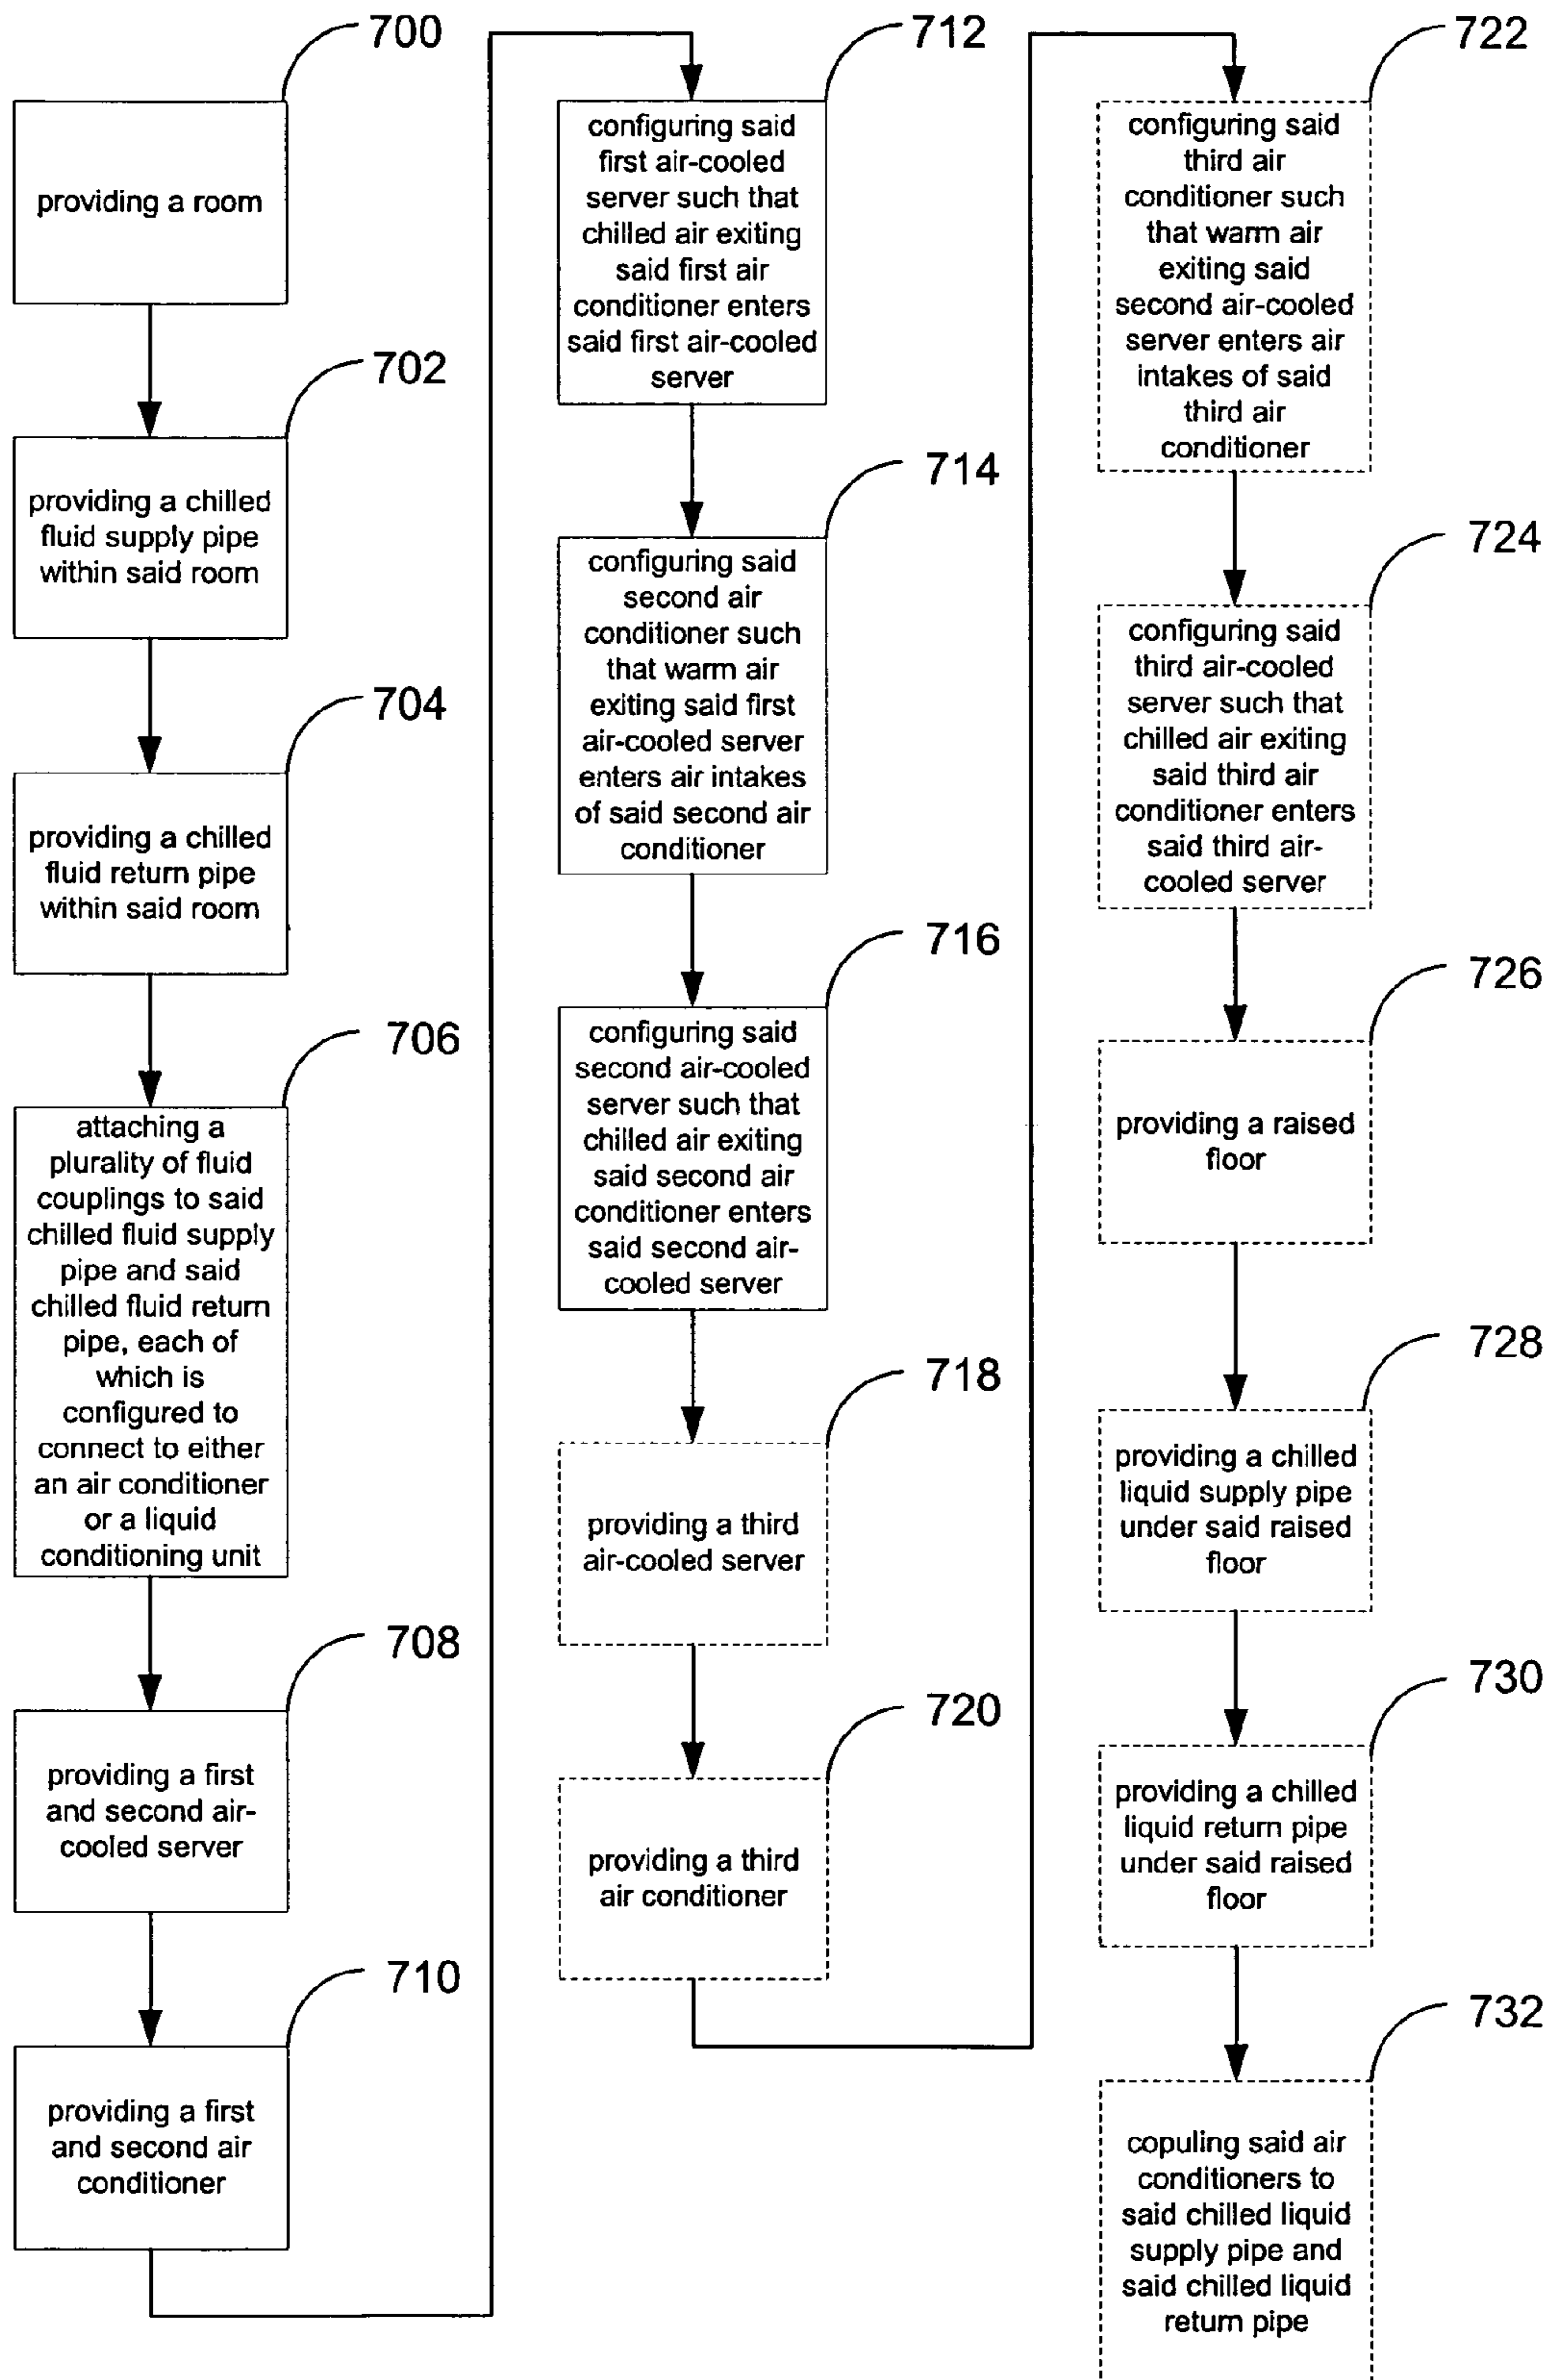 700
providing a room
702
providing a chilled
fluid supply pipe
within said room
704
providing a chilled
fluid return pipe
within said room
706
attaching a
plurality of fluid
couplings to said
chilled fluid supply
pipe and said
chilled fluid return
pipe, each of
which is
configured to
connect to either
an air conditioner
or a liquid
conditioning unit
708
providing a first
and second air-
cooled server
710
providing a first
and second air
conditioner
712
configuring said
first air-cooled
server such that
chilled air exiting
said first air
conditioner enters
said first air-cooled
server
714
configuring said
second air
conditioner such
that warm air
exiting said first
air-cooled server
enters air intakes
of said second air
conditioner
716
configuring said
second air-cooled
server such that
chilled air exiting
said second air
conditioner enters
said second air-
cooled server
718
providing a third
air-cooled server
720
providing a third
air conditioner
722
configuring said
third air
conditioner such
that warm air
exiting said
second air-cooled
server enters air
intakes of said
third air
conditioner
724
configuring said
third air-cooled
server such that
chilled air exiting
said third air
conditioner enters
said third air-
cooled server
726
providing a raised
floor
728
providing a chilled
liquid supply pipe
under said raised
floor
730
providing a chilled
liquid return pipe
under said raised
floor
732
copuling said air
conditioners to
said chilled liquid
supply pipe and
said chilled liquid
return pipe